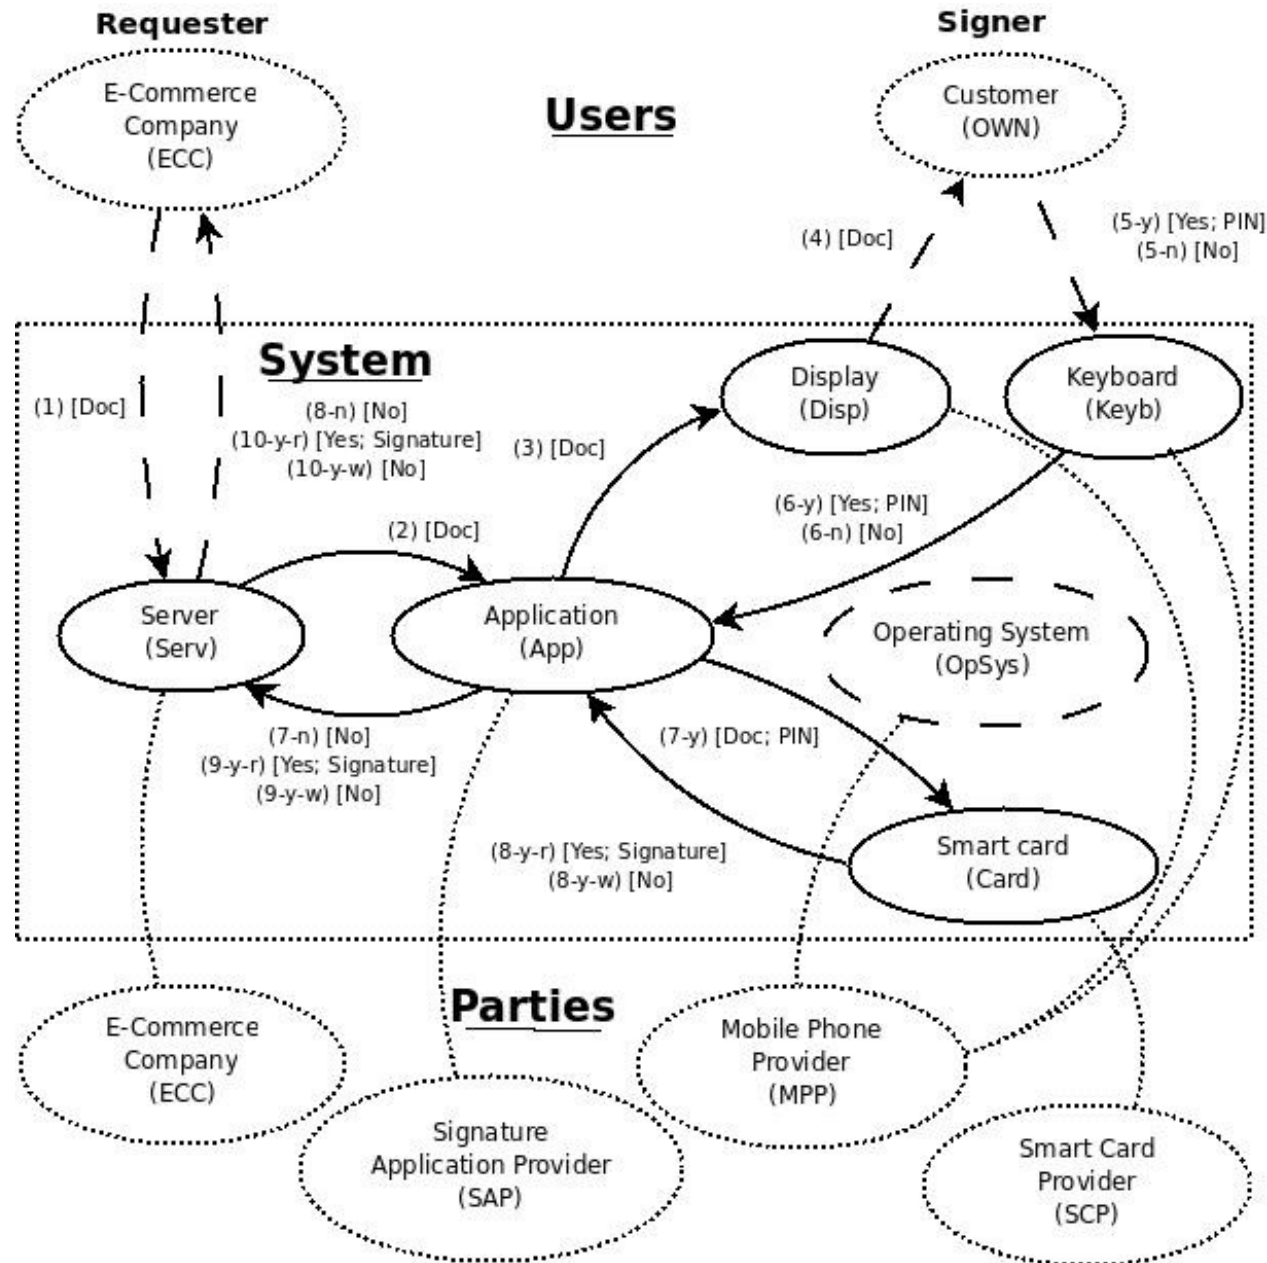 Requester
Signer
E-Commerce
Company
(ECC)
Users
Customer
(OWN)
(4) [Doc]
(5-y) [Yes; PIN]
(5-n) [No]
System
(1) [Doc]
(8-n) [No]
(10-y-r) [Yes; Signature]
(10-y-w) [No]
(3) [Doc]
Display
(Disp)
Keyboard
(Keyb)
(2) [Doc]
(6-y) [Yes; PIN]
(6-n) [No]
Server
(Serv)
Application
(App)
Operating System
(OpSys)
(7-n) [No]
(9-y-r) [Yes; Signature]
(9-y-w) [No]
(7-y) [Doc; PIN]
(8-y-r) [Yes; Signature]
(8-y-w) [No]
Smart card
(Card)
Parties
E-Commerce
Company
(ECC)
Signature
Application Provider
(SAP)
Mobile Phone
Provider
(MPP)
Smart Card
Provider
(SCP)